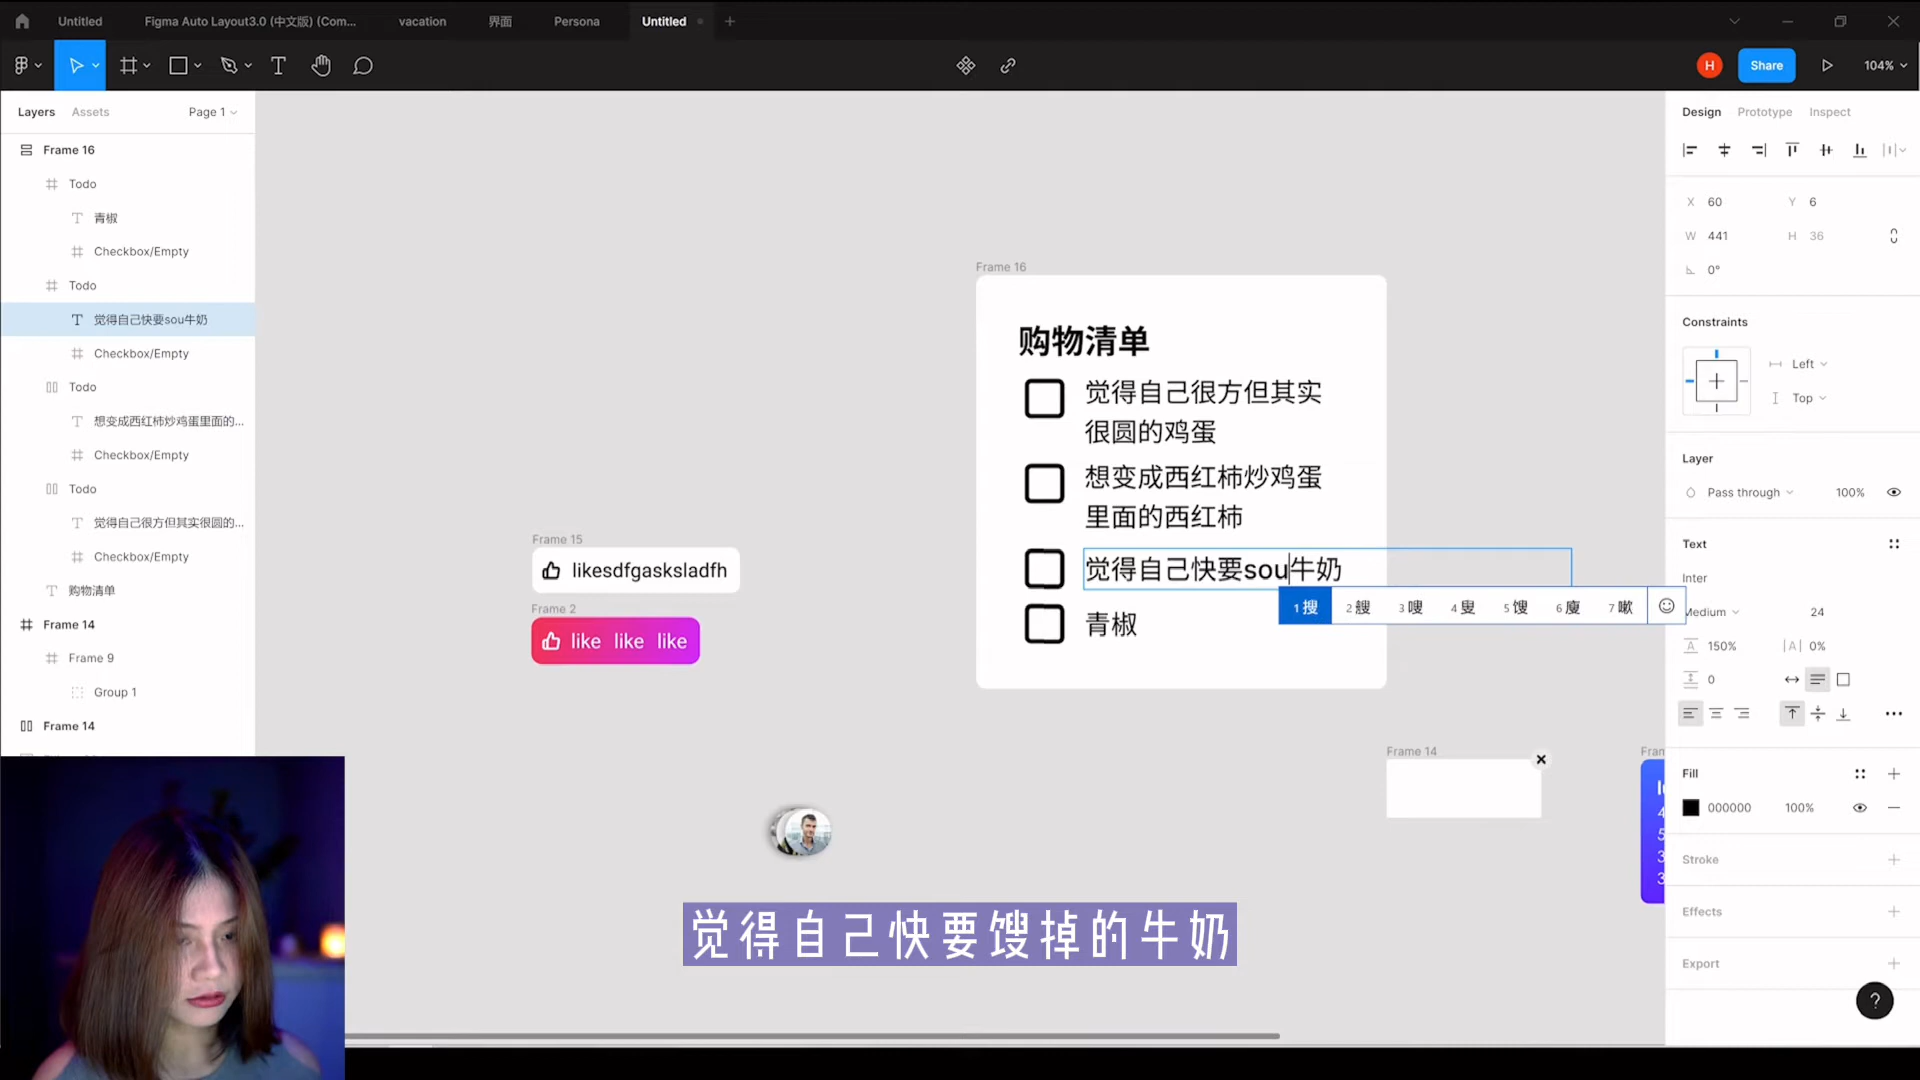 Untitled
Figma Auto Layout3.0 (中文版) (Com...
vacation
界面
Persona
Untitled
H
Share
104%
Layers
Assets
Page 1
Frame 16
Todo
青椒
Checkbox/Empty
Todo
觉得自己快要sou牛奶
Checkbox/Empty
Todo
想变成西红柿炒鸡蛋里面的...
Checkbox/Empty
Todo
觉得自己很方但其实很圆的...
Checkbox/Empty
购物清单
Frame 14
Frame 9
Group 1
Frame 14
Frame 15
likesdfgasksladfh
Frame 2
like like like
Frame 16
购物清单
觉得自己很方但其实
很圆的鸡蛋
想变成西红柿炒鸡蛋
里面的西红柿
觉得自己快要sou牛奶
1 搜 2 艘 3 嗖 4 叟 5 馊 6 廋 7 嗽
青椒
Frame 14
Fran
觉得自己快要馊掉的牛奶
Design
Prototype
Inspect
X 60
Y 6
W 441
H 36
0°
Constraints
Left
Top
Layer
Pass through
100%
Text
Inter
Medium
24
150%
0%
0
Fill
000000
100%
Stroke
Effects
Export
?